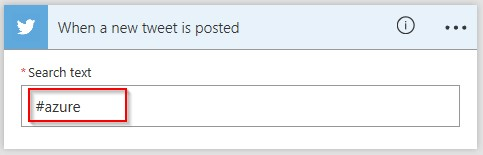 When a new tweet is posted
* Search text
#azure